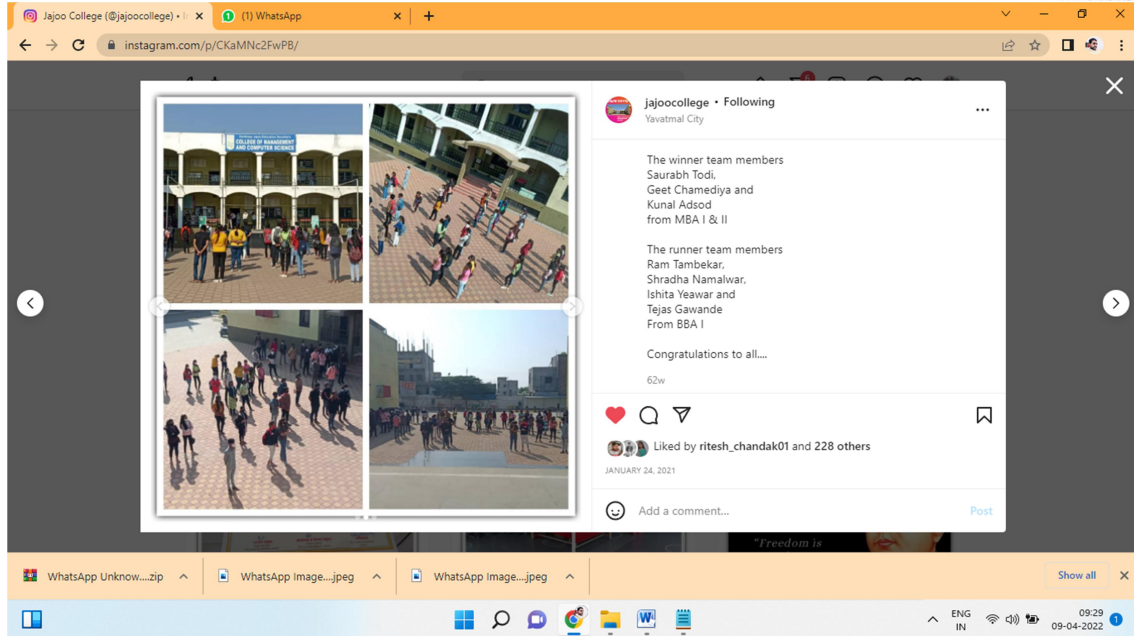 Jajoo College (@jajoocollege) • In
(1) WhatsApp
instagram.com/p/CKaMNc2FwPB/
6
COLLEGE OF MANAGEMENT
AND COMPUTER SCIENCE
jajoocollege • Following
Yavatmal City
The winner team members
Saurabh Todi,
Geet Chamediya and
Kunal Adsod
from MBA I & II
The runner team members
Ram Tambekar,
Shradha Namalwar,
Ishita Yeawar and
Tejas Gawande
From BBA I
Congratulations to all....
62w
Liked by ritesh_chandak01 and 228 others
JANUARY 24, 2021
Add a comment... Post
"Freedom is
WhatsApp Unknow....zip
WhatsApp Image....jpeg
WhatsApp Image....jpeg
Show all
ENG
IN
09:29
09-04-2022
1